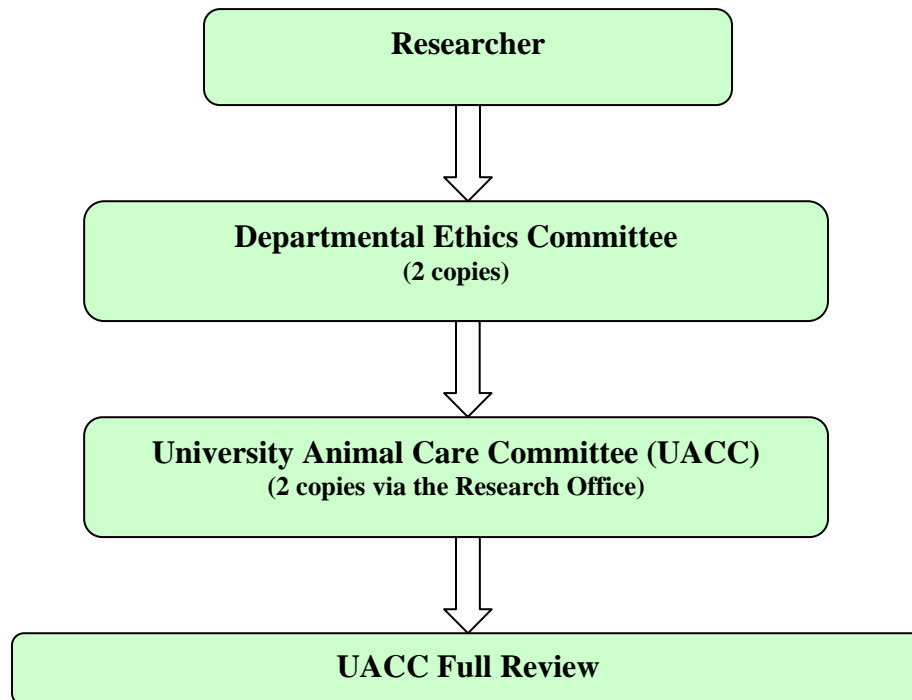 Researcher
Departmental Ethics Committee
(2 copies)
University Animal Care Committee (UACC)
(2 copies via the Research Office)
UACC Full Review